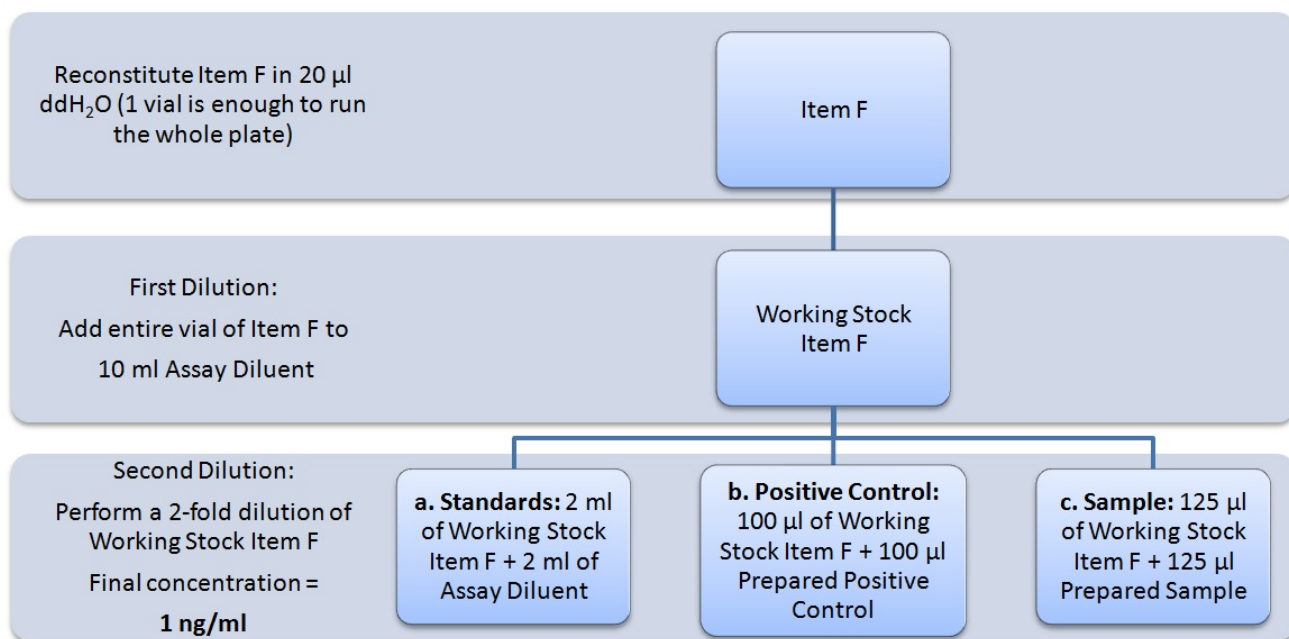 Reconstitute Item F in 20 µl
ddH₂O (1 vial is enough to run
the whole plate)
Item F
First Dilution:
Add entire vial of Item F to
10 ml Assay Diluent
Working Stock
Item F
Second Dilution:
Perform a 2-fold dilution of
Working Stock Item F
Final concentration =
1 ng/ml
a. Standards: 2 ml
of Working Stock
Item F + 2 ml of
Assay Diluent
b. Positive Control:
100 µl of Working
Stock Item F + 100 µl
Prepared Positive
Control
c. Sample: 125 µl
of Working Stock
Item F + 125 µl
Prepared Sample